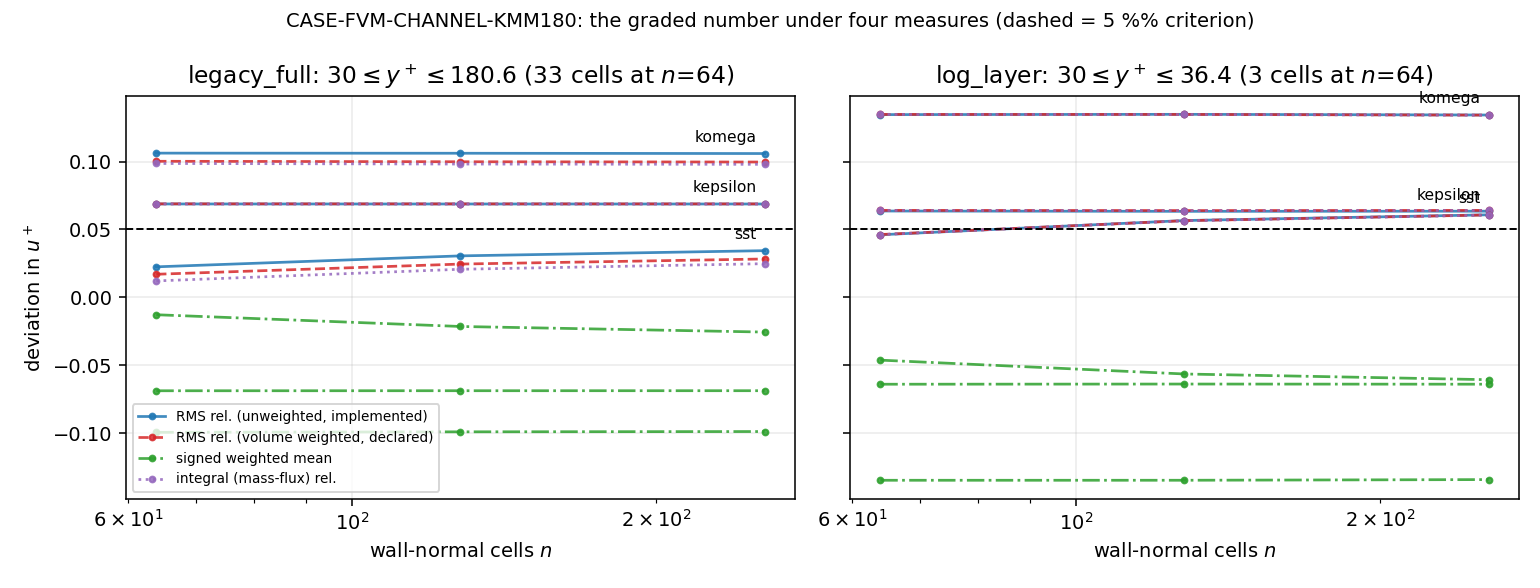 CASE-FVM-CHANNEL-KMM180: the graded number under four measures (dashed = 5 %% criterion)
legacy_full: 30 ≤ y⁺ ≤ 180.6 (33 cells at n=64)
log_layer: 30 ≤ y⁺ ≤ 36.4 (3 cells at n=64)
deviation in u⁺
0.10
0.05
0.00
−0.05
−0.10
komega
kepsilon
sst
komega
kepsilon
sst
RMS rel. (unweighted, implemented)
RMS rel. (volume weighted, declared)
signed weighted mean
integral (mass-flux) rel.
6 × 10¹
10²
2 × 10²
6 × 10¹
10²
2 × 10²
wall-normal cells n
wall-normal cells n